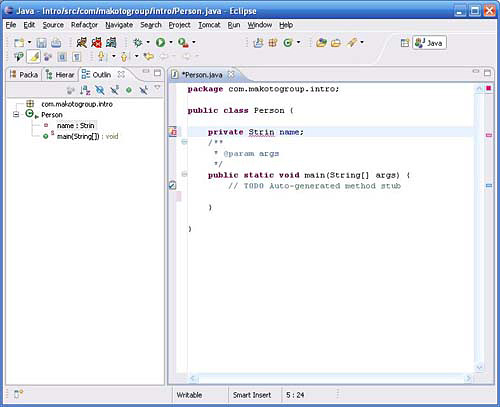 Java - Intro/src/com/makotogroup/intro/Person.java - Eclipse
File Edit Source Refactor Navigate Search Project Tomcat Run Window Help
Java
Packa Hierar Outlin
*Person.java
com.makotogroup.intro
Person
name : Strin
main(String[]) : void
package com.makotogroup.intro;
public class Person {
private Strin name;
/**
* @param args
*/
public static void main(String[] args) {
// TODO Auto-generated method stub
}
}
Writable Smart Insert 5 : 24